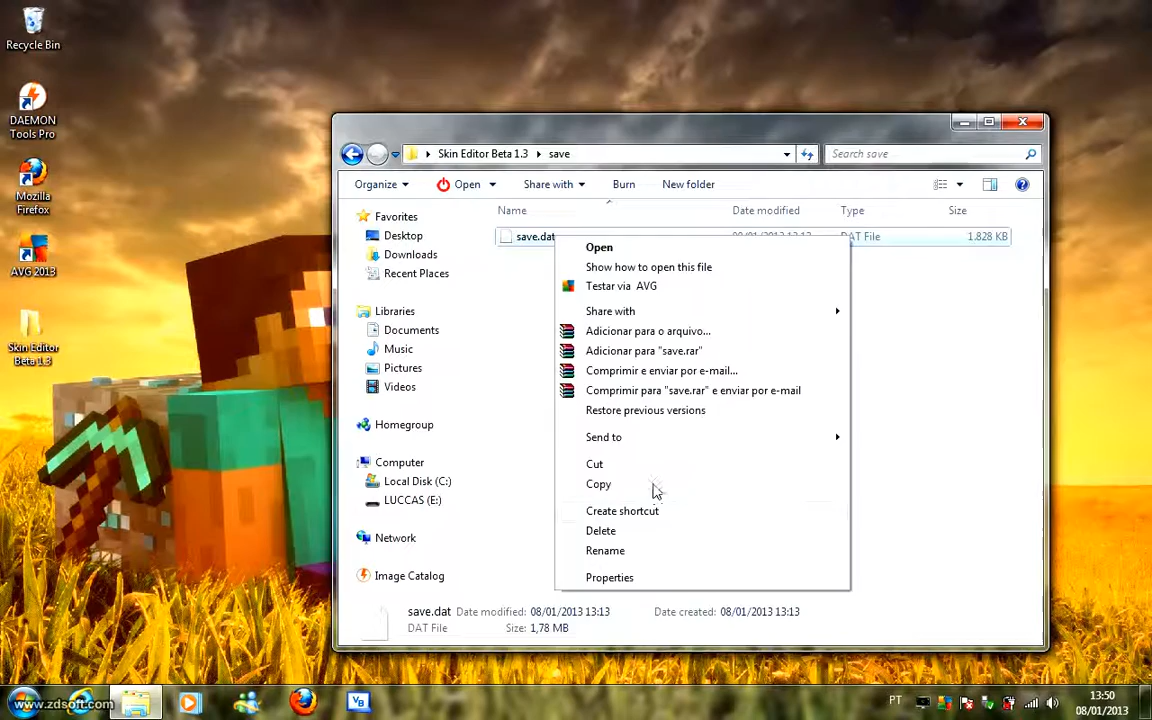 Recycle Bin
DAEMON
Tools Pro
Mozilla
Firefox
AVG 2013
Skin Editor
Beta 1.3
Skin Editor Beta 1.3
save
Search save
Organize
Open
Share with
Burn
New folder
Name
Date modified
Type
Size
save.dat
DAT File
1.828 KB
Favorites
Desktop
Downloads
Recent Places
Libraries
Documents
Music
Pictures
Videos
Homegroup
Computer
Local Disk (C:)
LUCCAS (E:)
Network
Image Catalog
Open
Show how to open this file
Testar via AVG
Share with
Adicionar para o arquivo...
Adicionar para "save.rar"
Comprimir e enviar por e-mail...
Comprimir para "save.rar" e enviar por e-mail
Restore previous versions
Send to
Cut
Copy
Create shortcut
Delete
Rename
Properties
save.dat Date modified: 08/01/2013 13:13 Date created: 08/01/2013 13:13
DAT File Size: 1,78 MB
www.zdsoft.com
VB
PT
13:50
08/01/2013